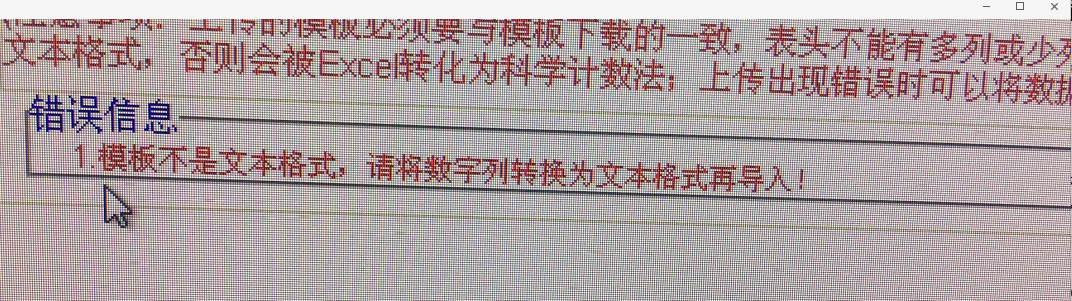 注意事项：上传的模板必须要与模板下载的一致，表头不能有多列或少列
文本格式，否则会被Excel转化为科学计数法；上传出现错误时可以将数据
错误信息
1.模板不是文本格式，请将数字列转换为文本格式再导入！